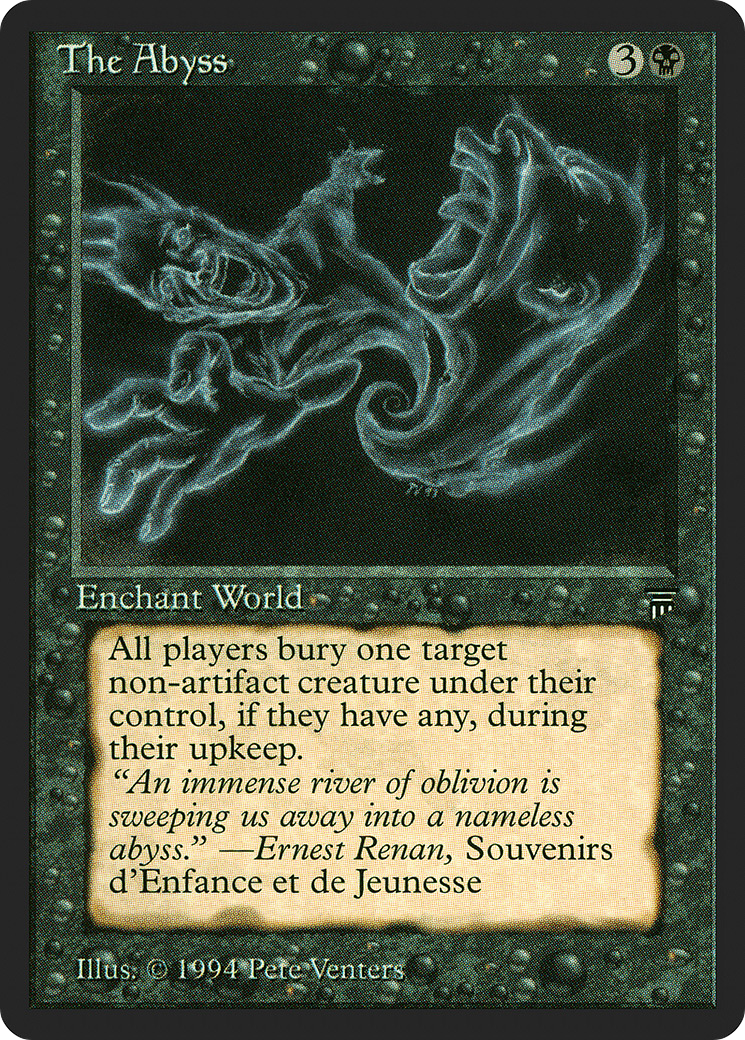 The Abyss 3
Enchant World
All players bury one target
non-artifact creature under their
control, if they have any, during
their upkeep.
“An immense river of oblivion is
sweeping us away into a nameless
abyss.” —Ernest Renan, Souvenirs
d’Enfance et de Jeunesse
Illus. © 1994 Pete Venters